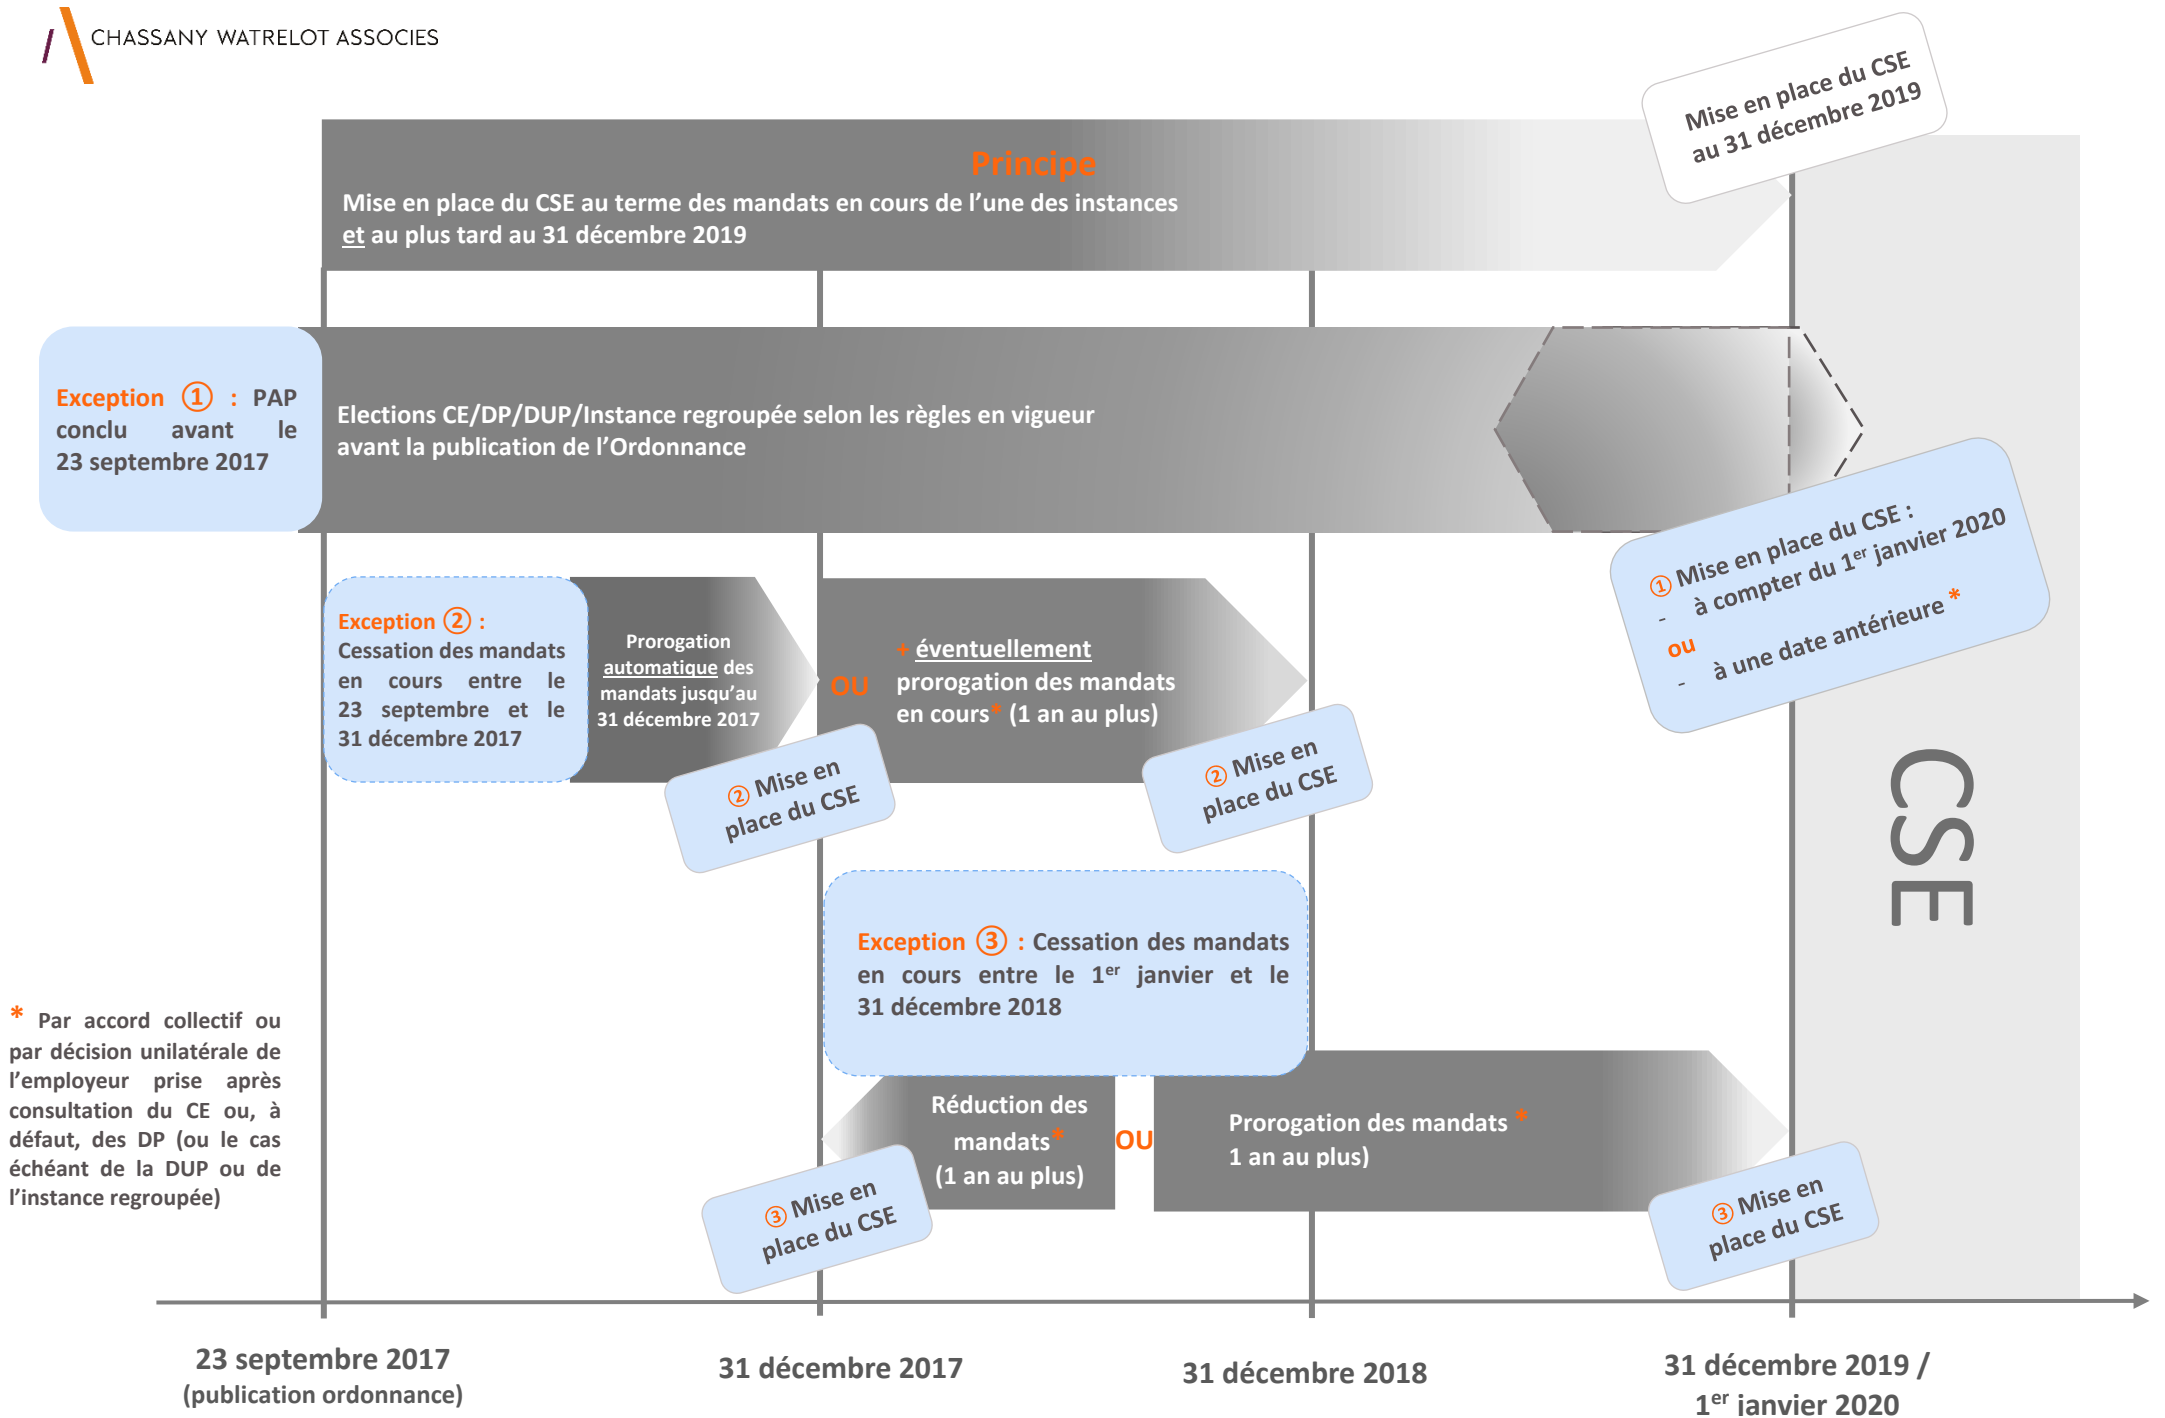 CHASSANY WATRELOT ASSOCIES
Mise en place du CSE
au 31 décembre 2019
Principe
Mise en place du CSE au terme des mandats en cours de l’une des instances
et au plus tard au 31 décembre 2019
Exception ① : PAP
conclu avant le
23 septembre 2017
Elections CE/DP/DUP/Instance regroupée selon les règles en vigueur
avant la publication de l’Ordonnance
① Mise en place du CSE :
- à compter du 1er janvier 2020
ou
- à une date antérieure *
Exception ② :
Cessation des mandats
en cours entre le
23 septembre et le
31 décembre 2017
Prorogation
automatique des
mandats jusqu’au
31 décembre 2017
OU
+ éventuellement
prorogation des mandats
en cours* (1 an au plus)
② Mise en
place du CSE
② Mise en
place du CSE
CSE
Exception ③ : Cessation des mandats
en cours entre le 1er janvier et le
31 décembre 2018
* Par accord collectif ou
par décision unilatérale de
l’employeur prise après
consultation du CE ou, à
défaut, des DP (ou le cas
échéant de la DUP ou de
l’instance regroupée)
Réduction des
mandats*
(1 an au plus)
OU
Prorogation des mandats *
1 an au plus)
③ Mise en
place du CSE
③ Mise en
place du CSE
23 septembre 2017
(publication ordonnance)
31 décembre 2017
31 décembre 2018
31 décembre 2019 /
1er janvier 2020